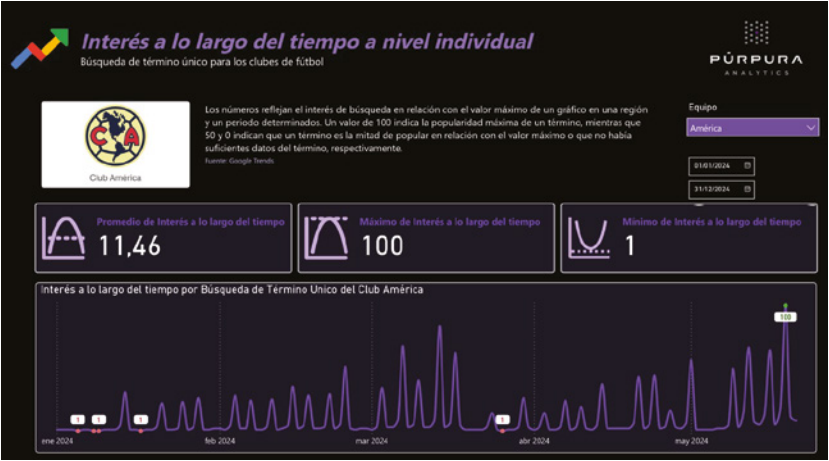 Interés a lo largo del tiempo a nivel individual
Búsqueda de término único para los clubes de fútbol
PÚRPURA
ANALYTICS
Los números reflejan el interés de búsqueda en relación con el valor máximo de un gráfico en una región
y un periodo determinados. Un valor de 100 indica la popularidad máxima de un término, mientras que
50 y 0 indican que un término es la mitad de popular en relación con el valor máximo o que no había
suficientes datos del término, respectivamente.
Fuente: Google Trends
CA
Club América
Equipo
América
01/01/2024
31/12/2024
Promedio de Interés a lo largo del tiempo
11,46
Máximo de Interés a lo largo del tiempo
100
Mínimo de Interés a lo largo del tiempo
1
Interés a lo largo del tiempo por Búsqueda de Término Unico del Club América
100
1
1
1
1
ene 2024
feb 2024
mar 2024
abr 2024
may 2024